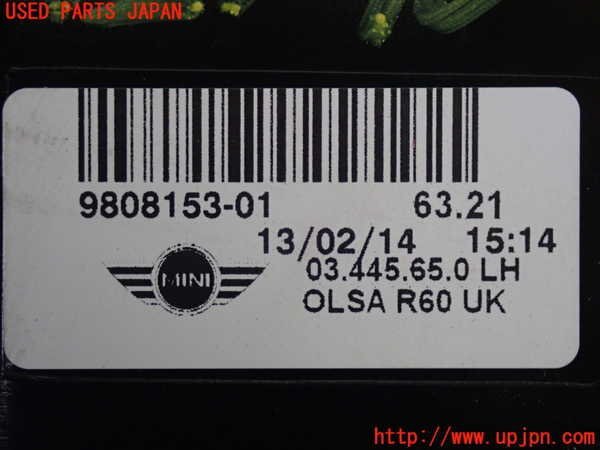 USED PARTS JAPAN
9808153-01 63.21
13/02/14 15:14
MINI
03.445.65.0 LH
OLSA R60 UK
http://www.upjpn.com/